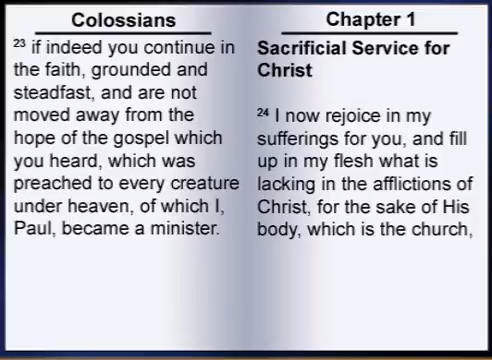 Colossians
²³ if indeed you continue in
the faith, grounded and
steadfast, and are not
moved away from the
hope of the gospel which
you heard, which was
preached to every creature
under heaven, of which I,
Paul, became a minister.
Chapter 1
Sacrificial Service for
Christ
²⁴ I now rejoice in my
sufferings for you, and fill
up in my flesh what is
lacking in the afflictions of
Christ, for the sake of His
body, which is the church,